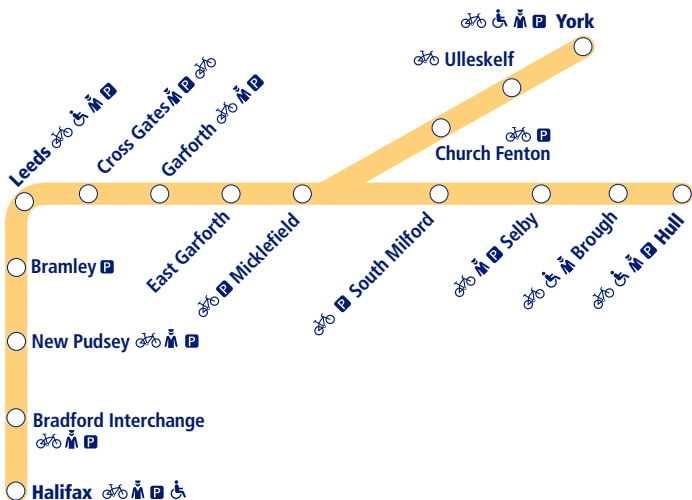 York
Ulleskelf
Church Fenton
Leeds
Cross Gates
Garforth
East Garforth
Micklefield
South Milford
Selby
Brough
Hull
Bramley P
New Pudsey P
Bradford Interchange
P
Halifax P